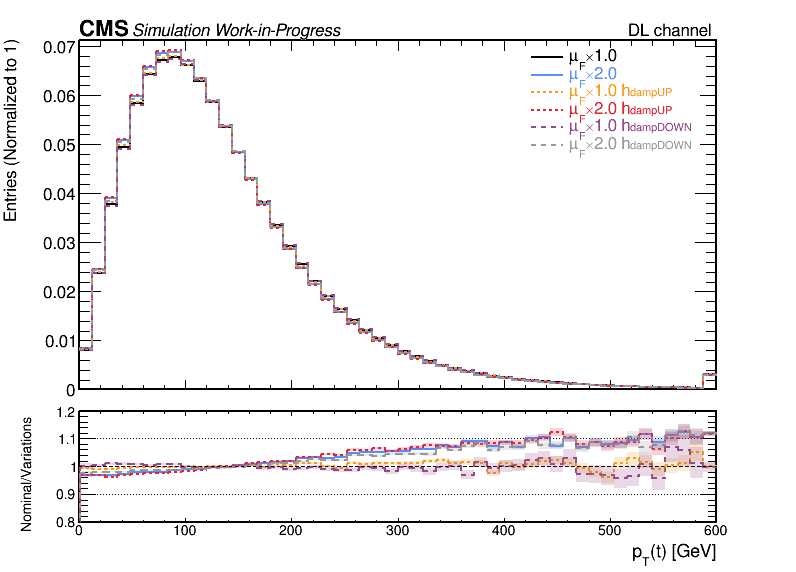 CMS Simulation Work-in-Progress DL channel
Entries (Normalized to 1)
0.07
0.06
0.05
0.04
0.03
0.02
0.01
0
μF×1.0
μF×2.0
μF×1.0 hdampUP
μF×2.0 hdampUP
μF×1.0 hdampDOWN
μF×2.0 hdampDOWN
Nominal/Variations
1.2
1.1
1.0
0.9
0.8
0 100 200 300 400 500 600
pT(t) [GeV]